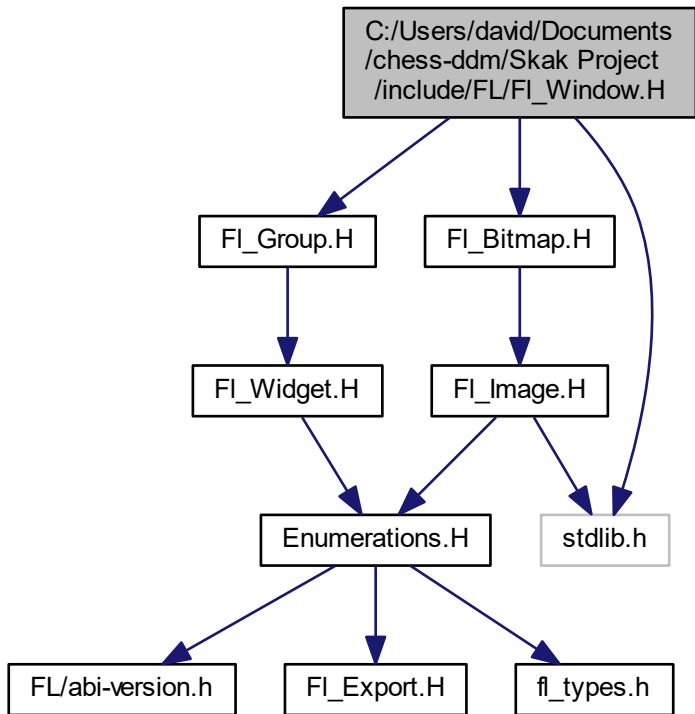 C:/Users/david/Documents
/chess-ddm/Skak Project
/include/FL/Fl_Window.H
Fl_Group.H
Fl_Bitmap.H
Fl_Widget.H
Fl_Image.H
Enumerations.H
stdlib.h
FL/abi-version.h
Fl_Export.H
fl_types.h